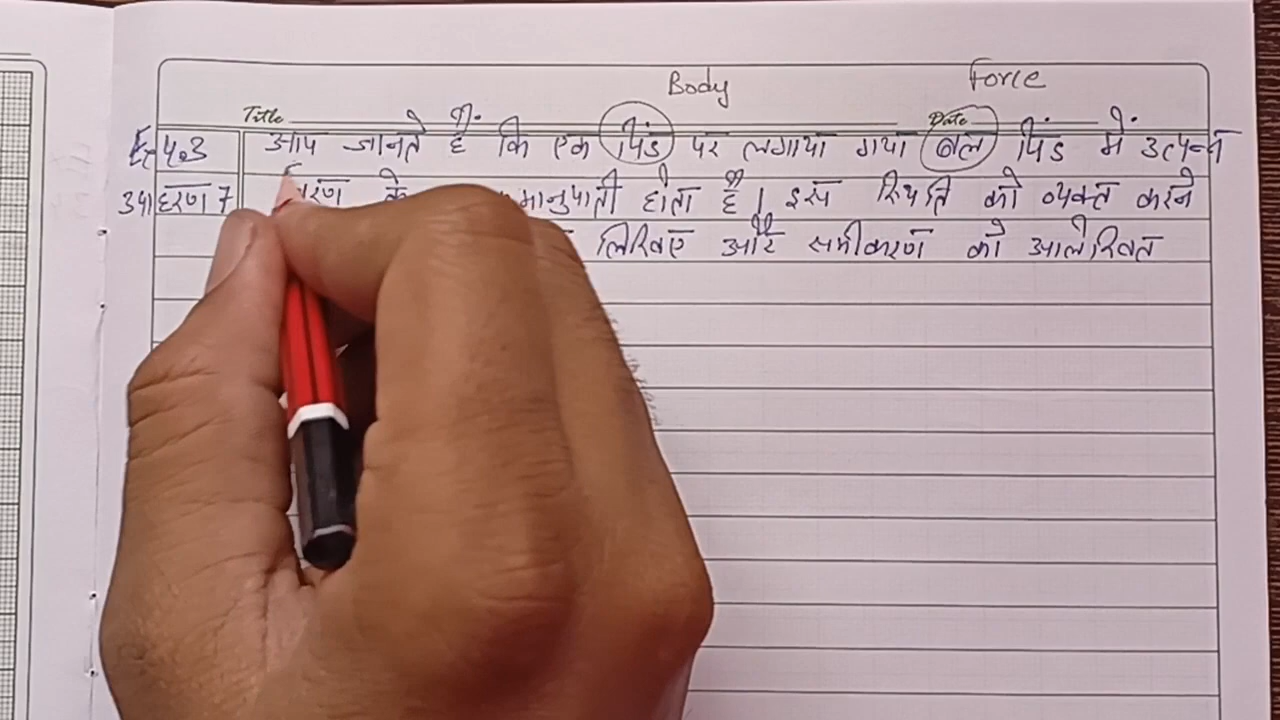 Body Force
Title Date
Ex 4.3 आप जानते हैं कि एक पिंड पर लगाया गया बल पिंड में उत्पन्न
उदाहरण 7 के मानुपाती होता है। इस स्थिति को व्यक्त करने
लिखिए और समीकरण को आलेखित